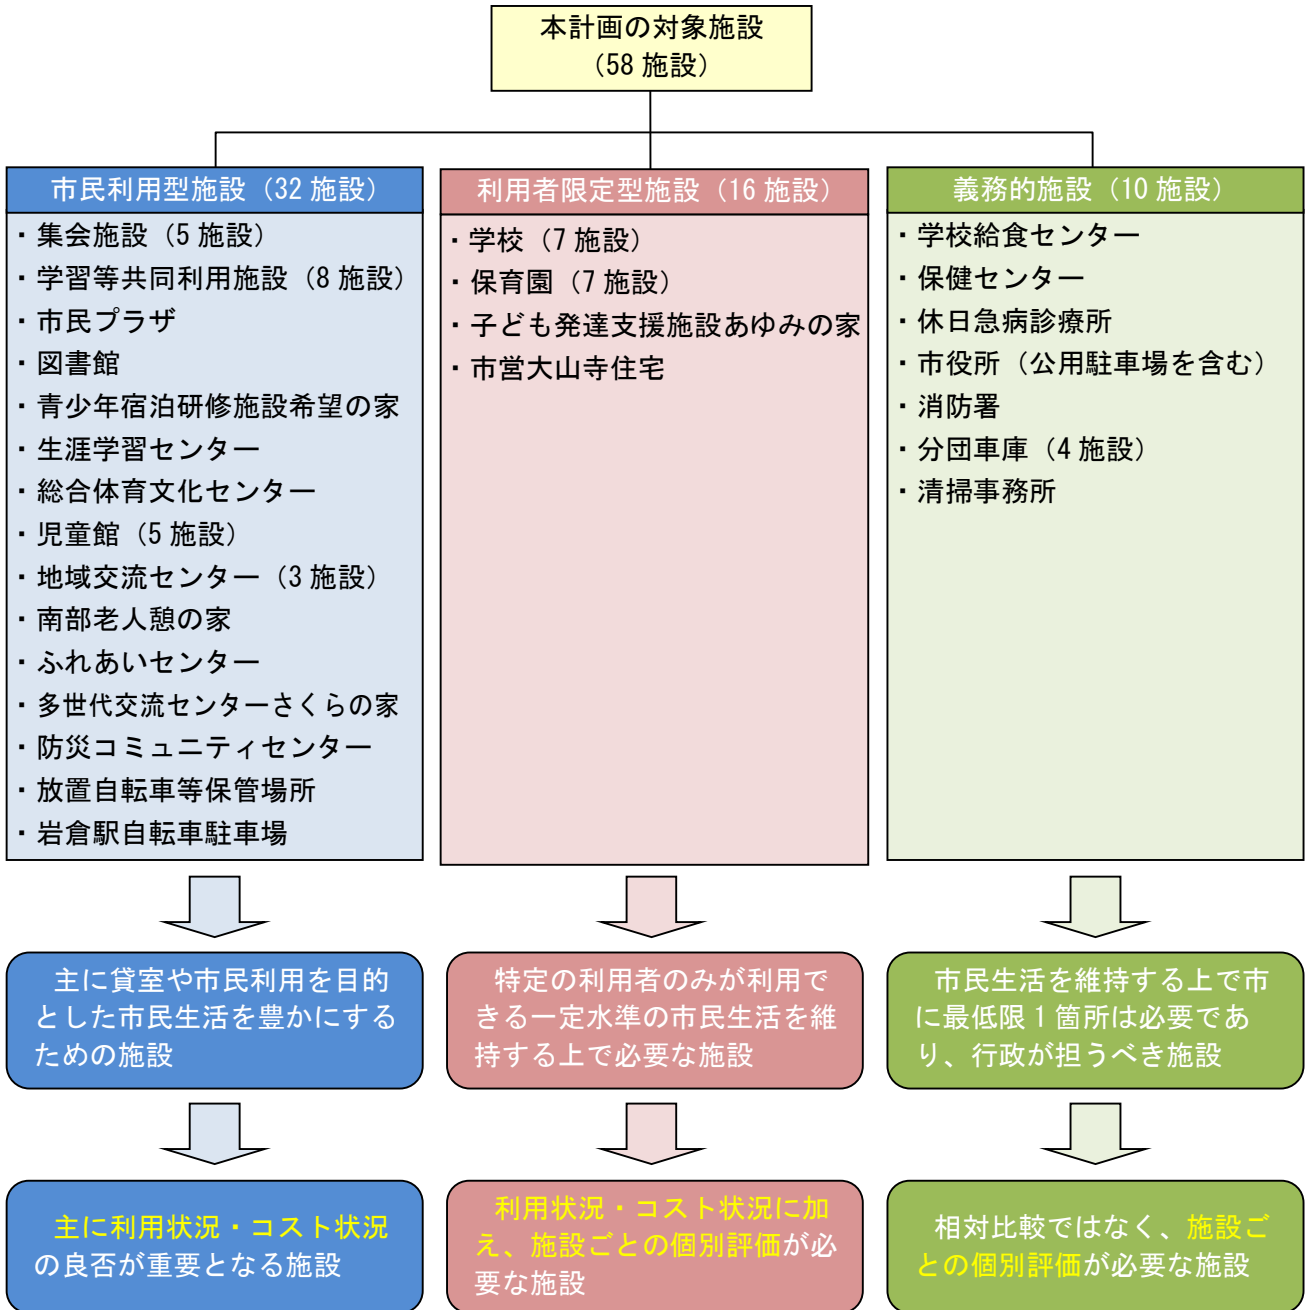 本計画の対象施設
（58 施設）
市民利用型施設（32 施設）
・集会施設（5 施設）
・学習等共同利用施設（8 施設）
・市民プラザ
・図書館
・青少年宿泊研修施設希望の家
・生涯学習センター
・総合体育文化センター
・児童館（5 施設）
・地域交流センター（3 施設）
・南部老人憩の家
・ふれあいセンター
・多世代交流センターさくらの家
・防災コミュニティセンター
・放置自転車等保管場所
・岩倉駅自転車駐車場
主に貸室や市民利用を目的
とした市民生活を豊かにする
ための施設
主に利用状況・コスト状況
の良否が重要となる施設
利用者限定型施設（16 施設）
・学校（7 施設）
・保育園（7 施設）
・子ども発達支援施設あゆみの家
・市営大山寺住宅
特定の利用者のみが利用で
きる一定水準の市民生活を維
持する上で必要な施設
利用状況・コスト状況に加
え、施設ごとの個別評価が必
要な施設
義務的施設（10 施設）
・学校給食センター
・保健センター
・休日急病診療所
・市役所（公用駐車場を含む）
・消防署
・分団車庫（4 施設）
・清掃事務所
市民生活を維持する上で市
に最低限１箇所は必要であ
り、行政が担うべき施設
相対比較ではなく、施設ご
との個別評価が必要な施設